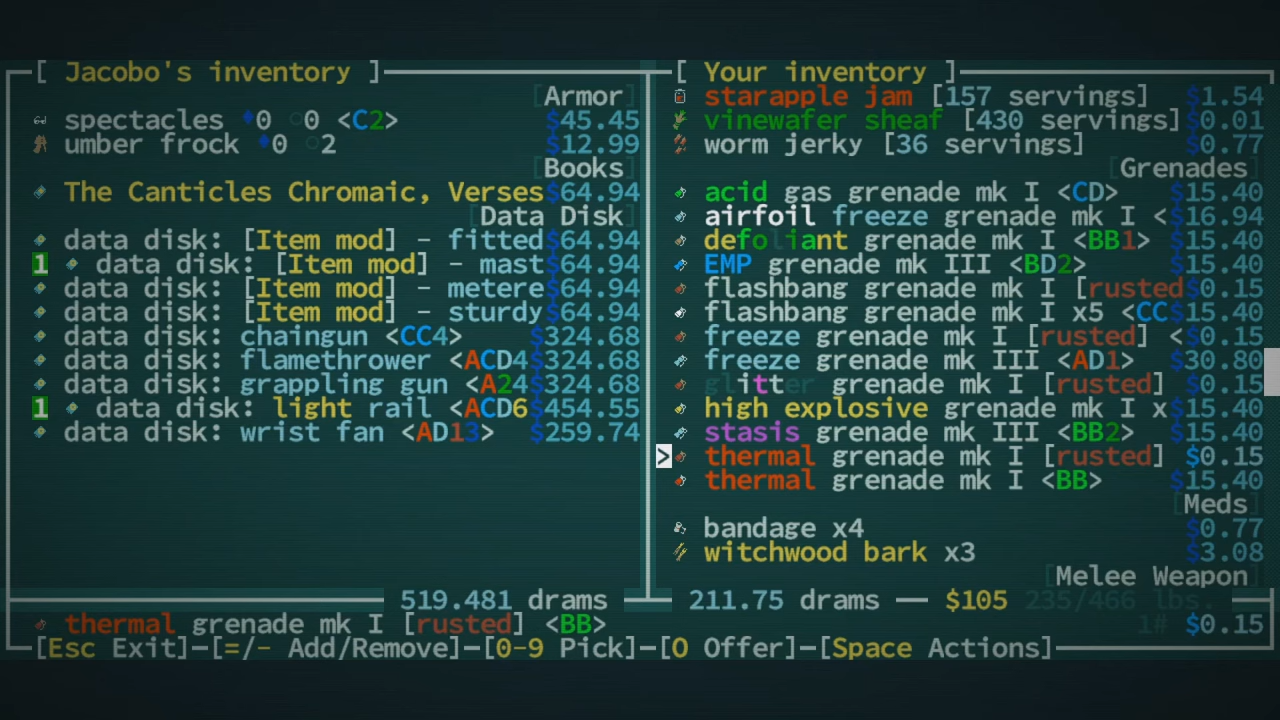 [ Jacobo's inventory ]
[Armor]
spectacles ♦0 ○0 <C2> $45.45
umber frock ♦0 ○2 $12.99
[Books]
The Canticles Chromaic, Verses $64.94
[Data Disk]
data disk: [Item mod] - fitted $64.94
1 data disk: [Item mod] - mast $64.94
data disk: [Item mod] - metere $64.94
data disk: [Item mod] - sturdy $64.94
data disk: chaingun <CC4> $324.68
data disk: flamethrower <ACD4 $324.68
data disk: grappling gun <A24 $324.68
1 data disk: light rail <ACD6 $454.55
data disk: wrist fan <AD13> $259.74
519.481 drams
[ Your inventory ]
starapple jam [157 servings] $1.54
vinewafer sheaf [430 servings] $0.01
worm jerky [36 servings] $0.77
[Grenades]
acid gas grenade mk I <CD> $15.40
airfoil freeze grenade mk I < $16.94
defoliant grenade mk I <BB1> $15.40
EMP grenade mk III <BD2> $15.40
flashbang grenade mk I [rusted $0.15
flashbang grenade mk I x5 <CC $15.40
freeze grenade mk I [rusted] < $0.15
freeze grenade mk III <AD1> $30.80
glitter grenade mk I [rusted] $0.15
high explosive grenade mk I x $15.40
stasis grenade mk III <BB2> $15.40
> thermal grenade mk I [rusted] $0.15
thermal grenade mk I <BB> $15.40
[Meds]
bandage x4 $0.77
witchwood bark x3 $3.08
[Melee Weapon]
211.75 drams — $105 235/466 lbs.
thermal grenade mk I [rusted] <BB> 1# $0.15
[Esc Exit]-[=/- Add/Remove]-[0-9 Pick]-[O Offer]-[Space Actions]